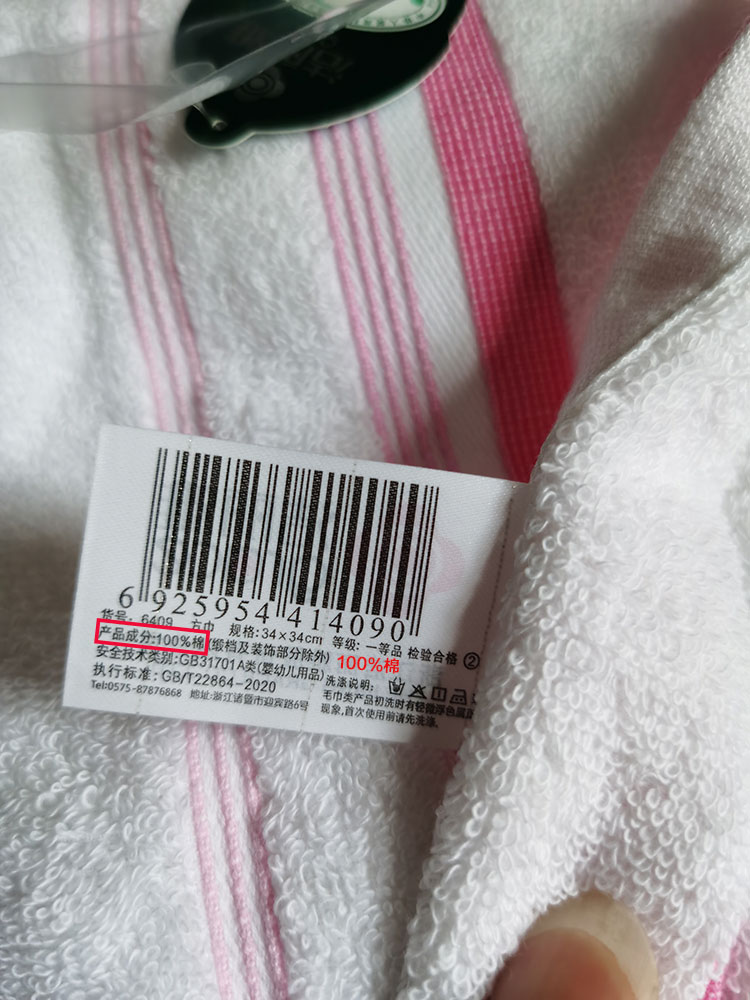 6 925954 414090
货号: 6409 方巾 规格:34×34cm 等级:一等品 检验合格 ②
产品成分:100%棉(缎档及装饰部分除外) 100%棉
安全技术类别:GB31701A类(婴幼儿用品) 洗涤说明:
执行标准:GB/T22864-2020 毛巾类产品初洗时有轻微浮色属正
Tel:0575-87876868 地址:浙江诸暨市迎宾路6号 现象,首次使用前请先洗涤.